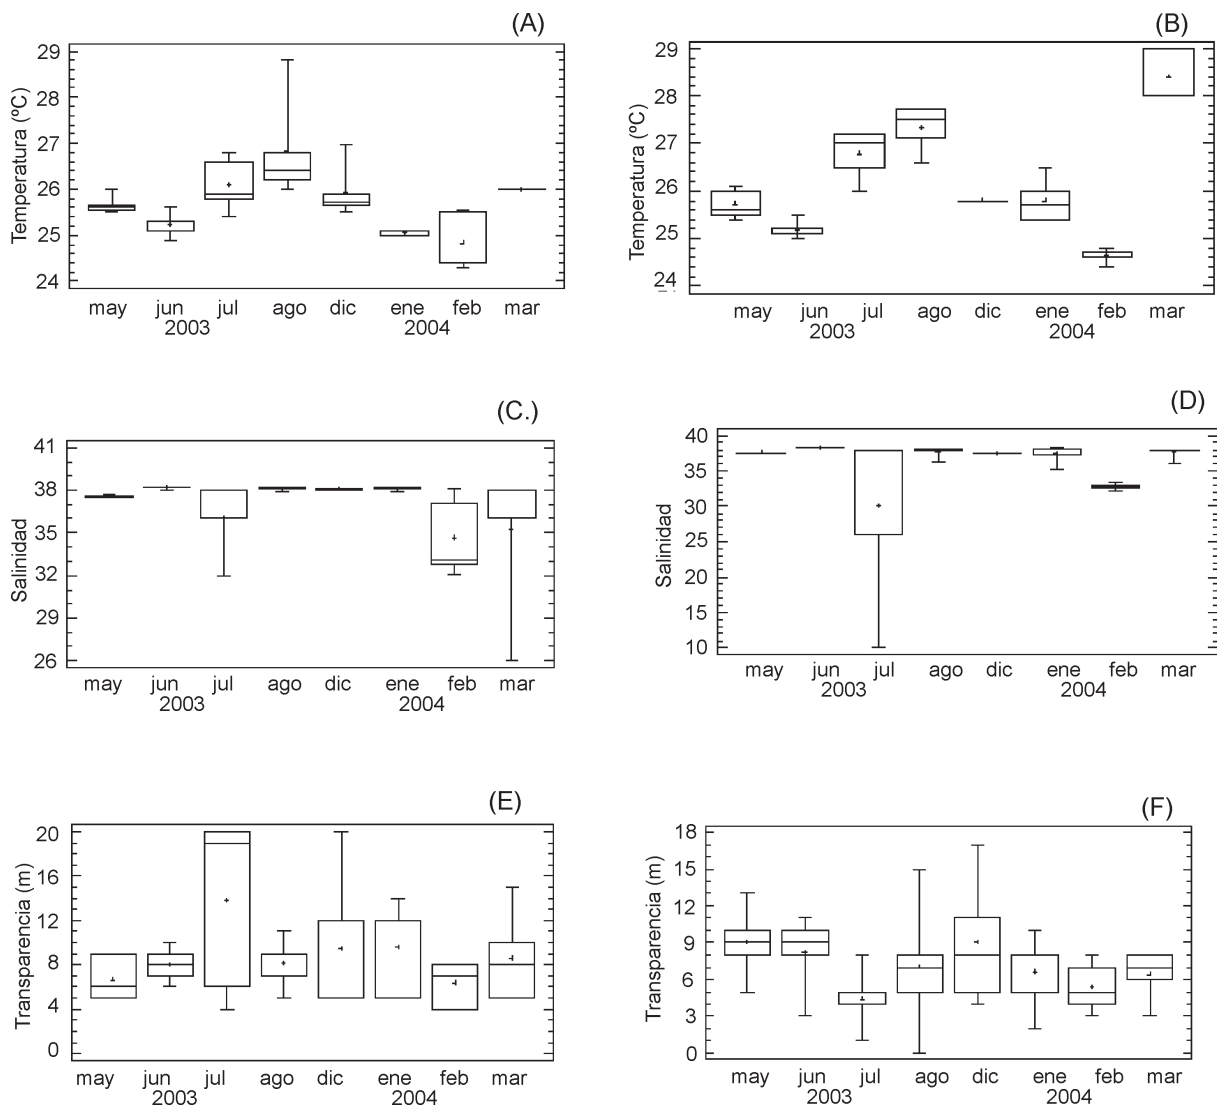 (A)
29
28
27
26
25
24
Temperatura (ºC)
may jun jul ago dic ene feb mar
2003 2004
(B)
29
28
27
26
25
24
Temperatura (ºC)
may jun jul ago dic ene feb mar
2003 2004
(C.)
41
38
35
32
29
26
Salinidad
may jun jul ago dic ene feb mar
2003 2004
(D)
40
35
30
25
20
15
10
Salinidad
may jun jul ago dic ene feb mar
2003 2004
(E)
20
16
12
8
4
0
Transparencia (m)
may jun jul ago dic ene feb mar
2003 2004
(F)
18
15
12
9
6
3
0
Transparencia (m)
may jun jul ago dic ene feb mar
2003 2004